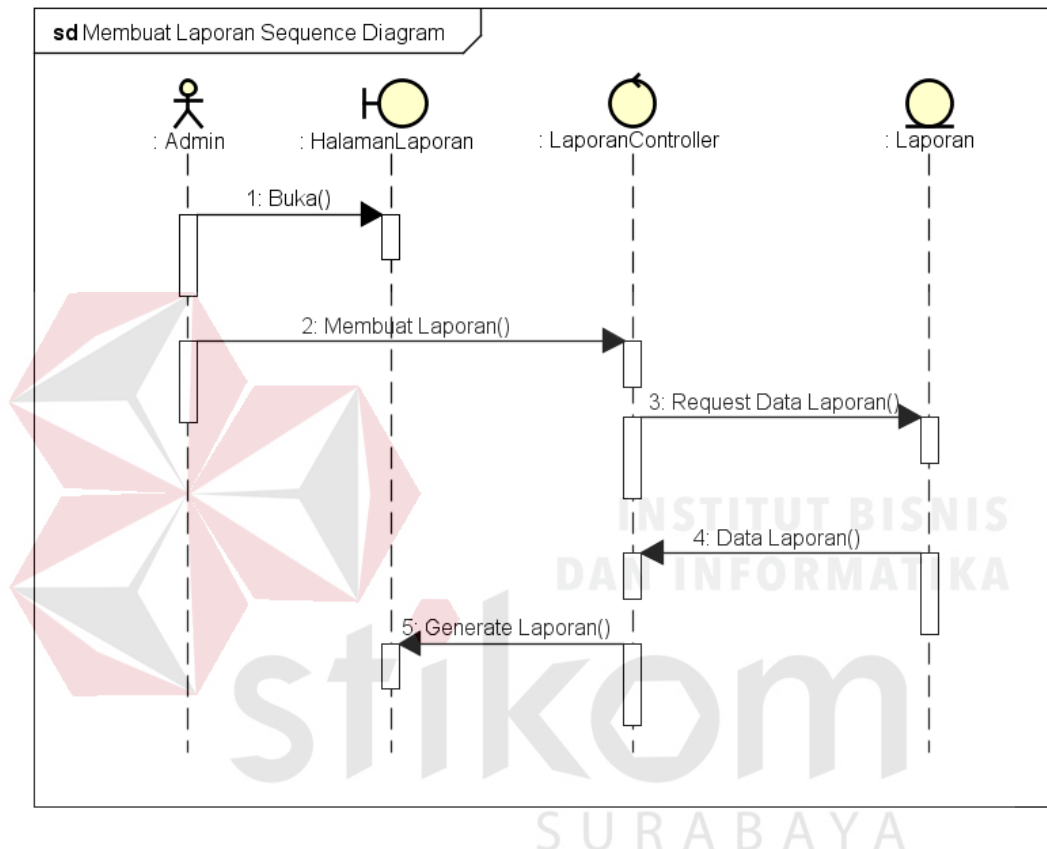 sd Membuat Laporan Sequence Diagram
: Admin
: HalamanLaporan
: LaporanController
: Laporan
1: Buka()
2: Membuat Laporan()
3: Request Data Laporan()
4: Data Laporan()
5: Generate Laporan()
INSTITUT BISNIS
DAN INFORMATIKA
stikom
SURABAYA